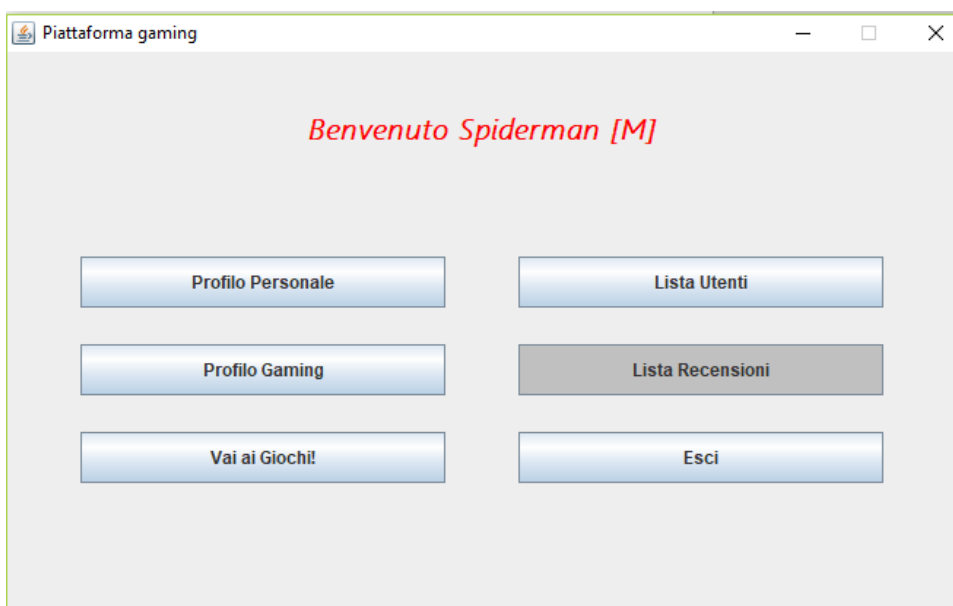 Piattaforma gaming
Benvenuto Spiderman [M]
Profilo Personale
Lista Utenti
Profilo Gaming
Lista Recensioni
Vai ai Giochi!
Esci